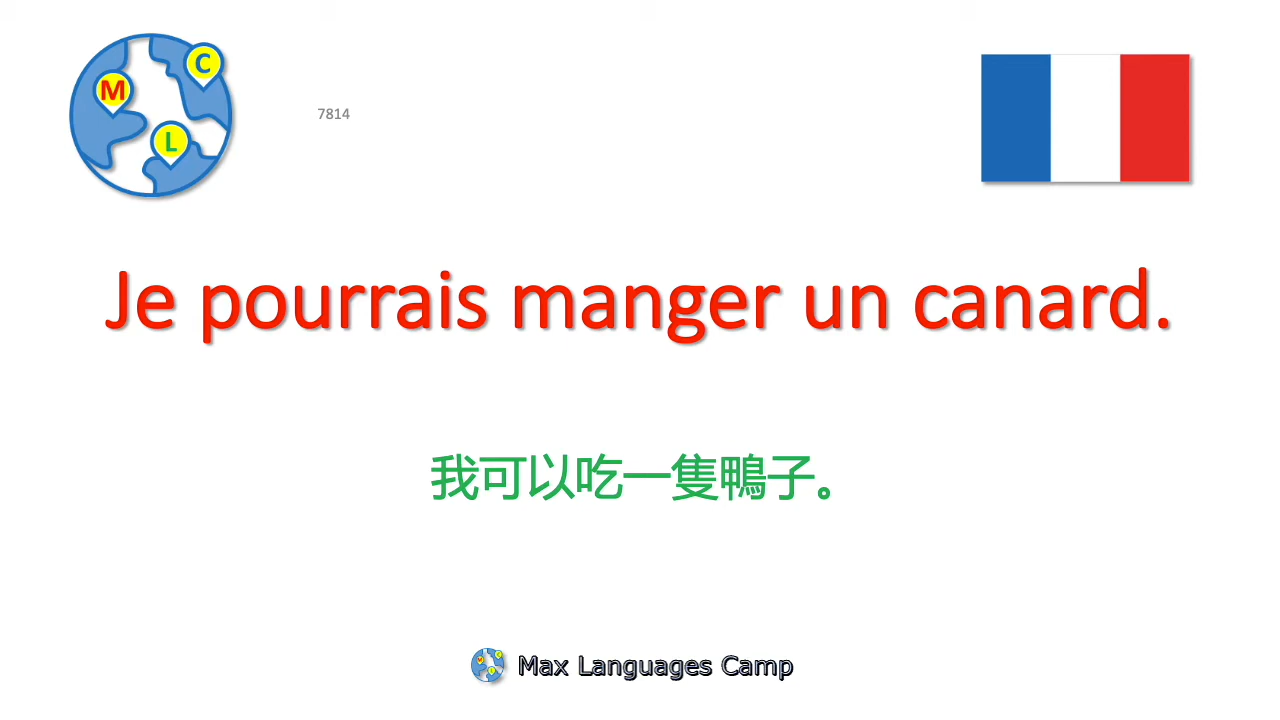 C
M
7814
L
Je pourrais manger un canard.
我可以吃一隻鴨子。
Max Languages Camp